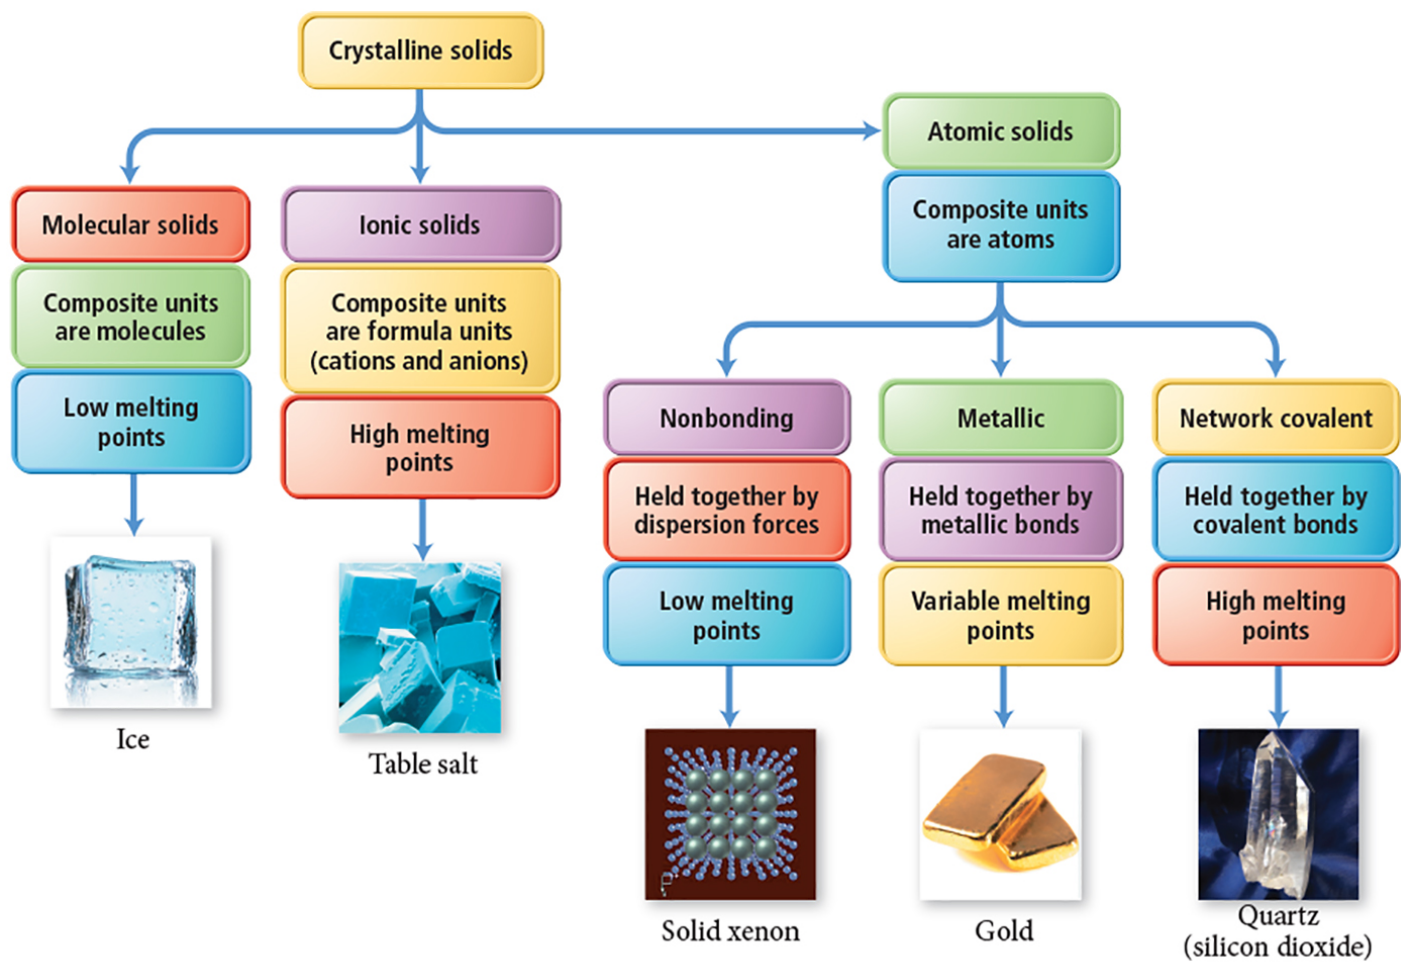 Crystalline solids
Molecular solids
Composite units
are molecules
Low melting
points
Ice
Ionic solids
Composite units
are formula units
(cations and anions)
High melting
points
Table salt
Atomic solids
Composite units
are atoms
Nonbonding
Held together by
dispersion forces
Low melting
points
Solid xenon
Metallic
Held together by
metallic bonds
Variable melting
points
Gold
Network covalent
Held together by
covalent bonds
High melting
points
Quartz
(silicon dioxide)